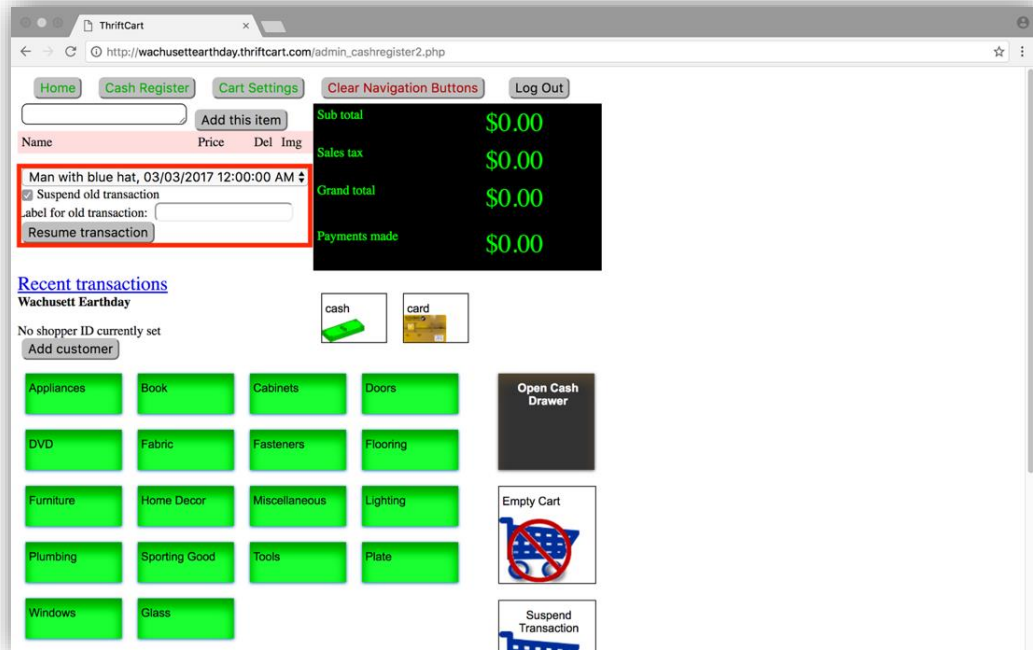 ThriftCart
http://wachusettearthday.thriftcart.com/admin_cashregister2.php
Home Cash Register Cart Settings Clear Navigation Buttons Log Out
Add this item
Name Price Del Img
Sub total $0.00
Sales tax $0.00
Grand total $0.00
Payments made $0.00
Man with blue hat, 03/03/2017 12:00:00 AM
Suspend old transaction
Label for old transaction:
Resume transaction
Recent transactions
Wachusett Earthday
No shopper ID currently set
Add customer
cash card
Appliances Book Cabinets Doors
DVD Fabric Fasteners Flooring
Furniture Home Decor Miscellaneous Lighting
Plumbing Sporting Good Tools Plate
Windows Glass
Open Cash
Drawer
Empty Cart
Suspend
Transaction